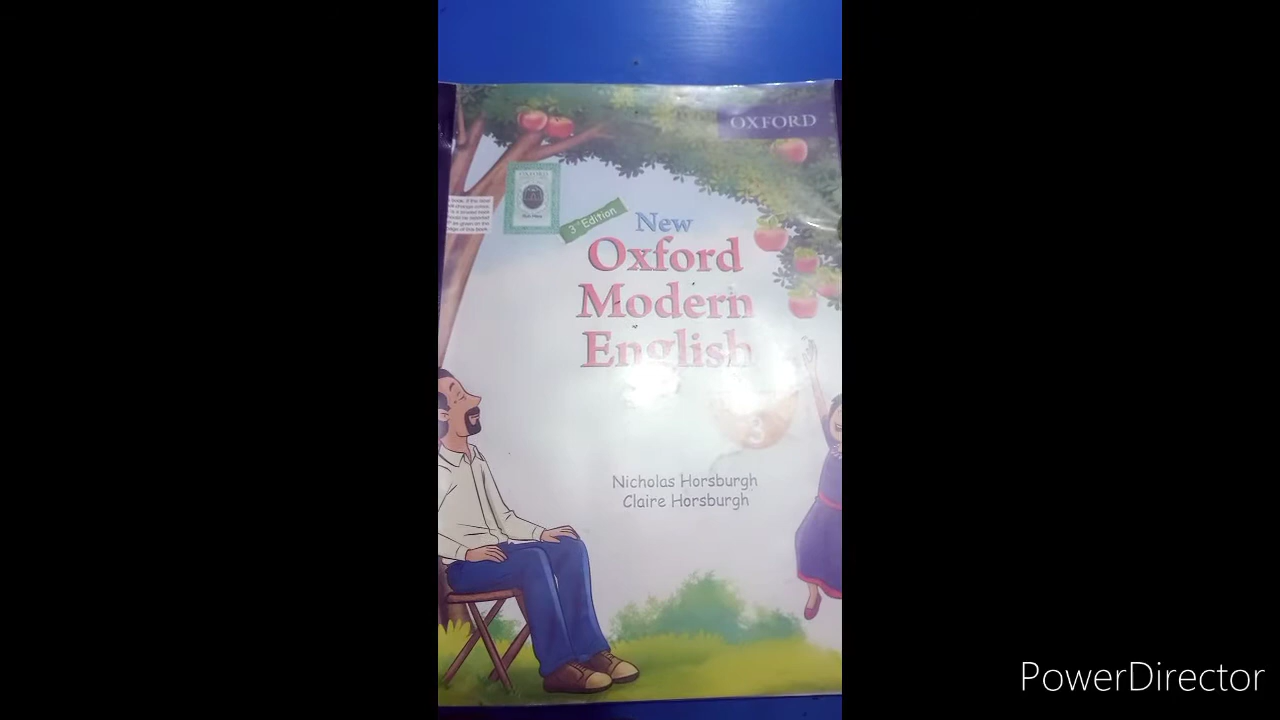 OXFORD
3rd Edition
New
Oxford
Modern
English
3
Nicholas Horsburgh
Claire Horsburgh
PowerDirector